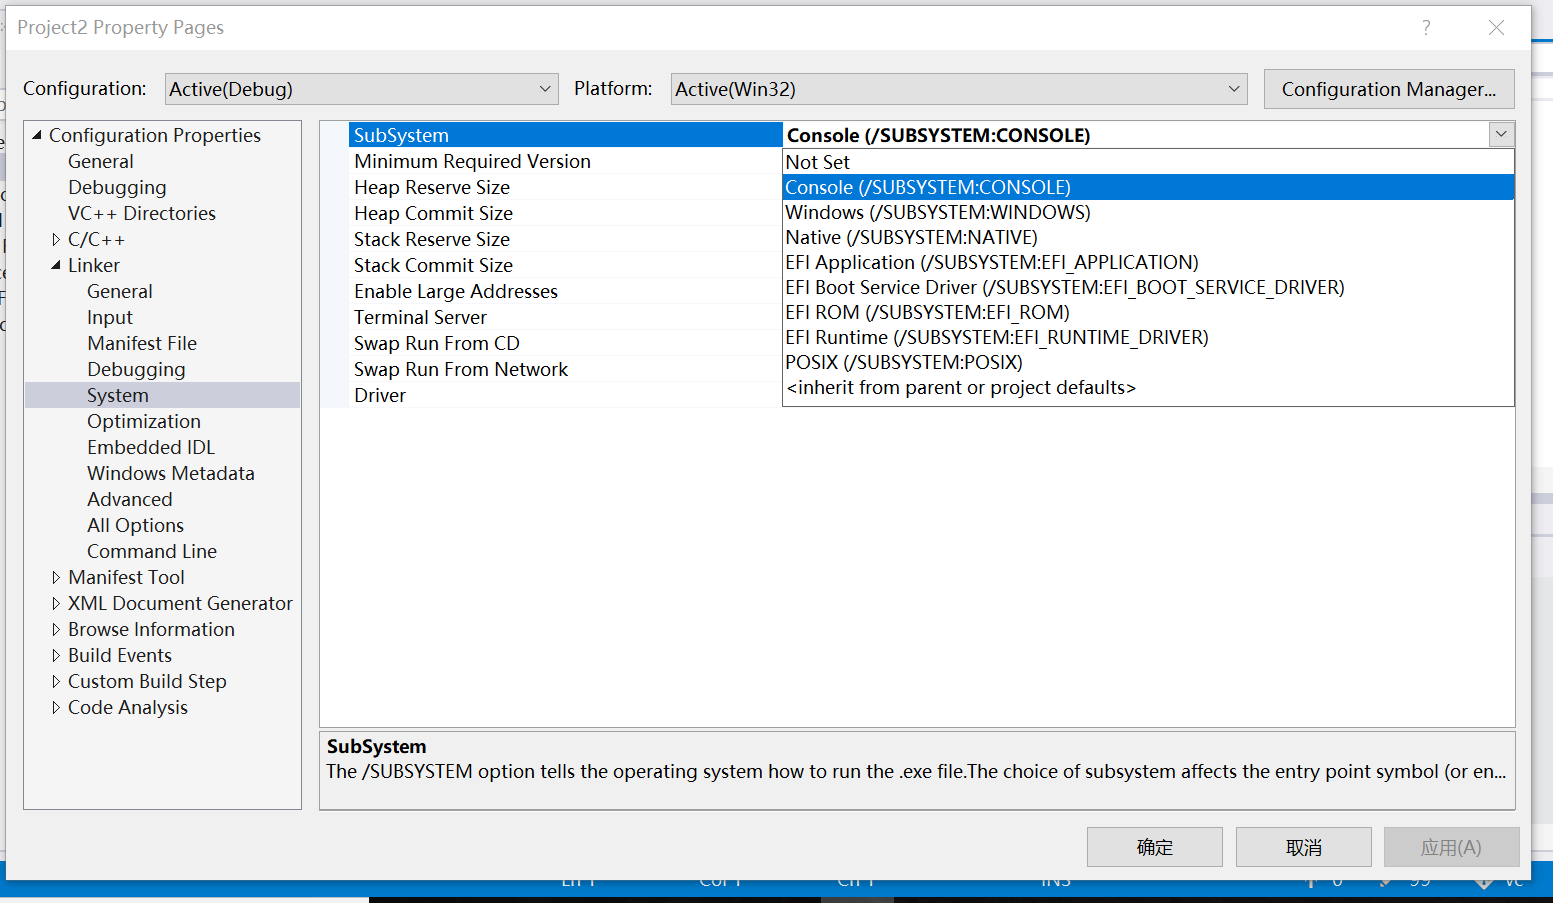 Project2 Property Pages
?
Configuration:
Active(Debug)
Platform:
Active(Win32)
Configuration Manager...
Configuration Properties
General
Debugging
VC++ Directories
C/C++
Linker
General
Input
Manifest File
Debugging
System
Optimization
Embedded IDL
Windows Metadata
Advanced
All Options
Command Line
Manifest Tool
XML Document Generator
Browse Information
Build Events
Custom Build Step
Code Analysis
SubSystem
Minimum Required Version
Heap Reserve Size
Heap Commit Size
Stack Reserve Size
Stack Commit Size
Enable Large Addresses
Terminal Server
Swap Run From CD
Swap Run From Network
Driver
Console (/SUBSYSTEM:CONSOLE)
Not Set
Console (/SUBSYSTEM:CONSOLE)
Windows (/SUBSYSTEM:WINDOWS)
Native (/SUBSYSTEM:NATIVE)
EFI Application (/SUBSYSTEM:EFI_APPLICATION)
EFI Boot Service Driver (/SUBSYSTEM:EFI_BOOT_SERVICE_DRIVER)
EFI ROM (/SUBSYSTEM:EFI_ROM)
EFI Runtime (/SUBSYSTEM:EFI_RUNTIME_DRIVER)
POSIX (/SUBSYSTEM:POSIX)
<inherit from parent or project defaults>
SubSystem
The /SUBSYSTEM option tells the operating system how to run the .exe file.The choice of subsystem affects the entry point symbol (or en...
确定
取消
应用(A)